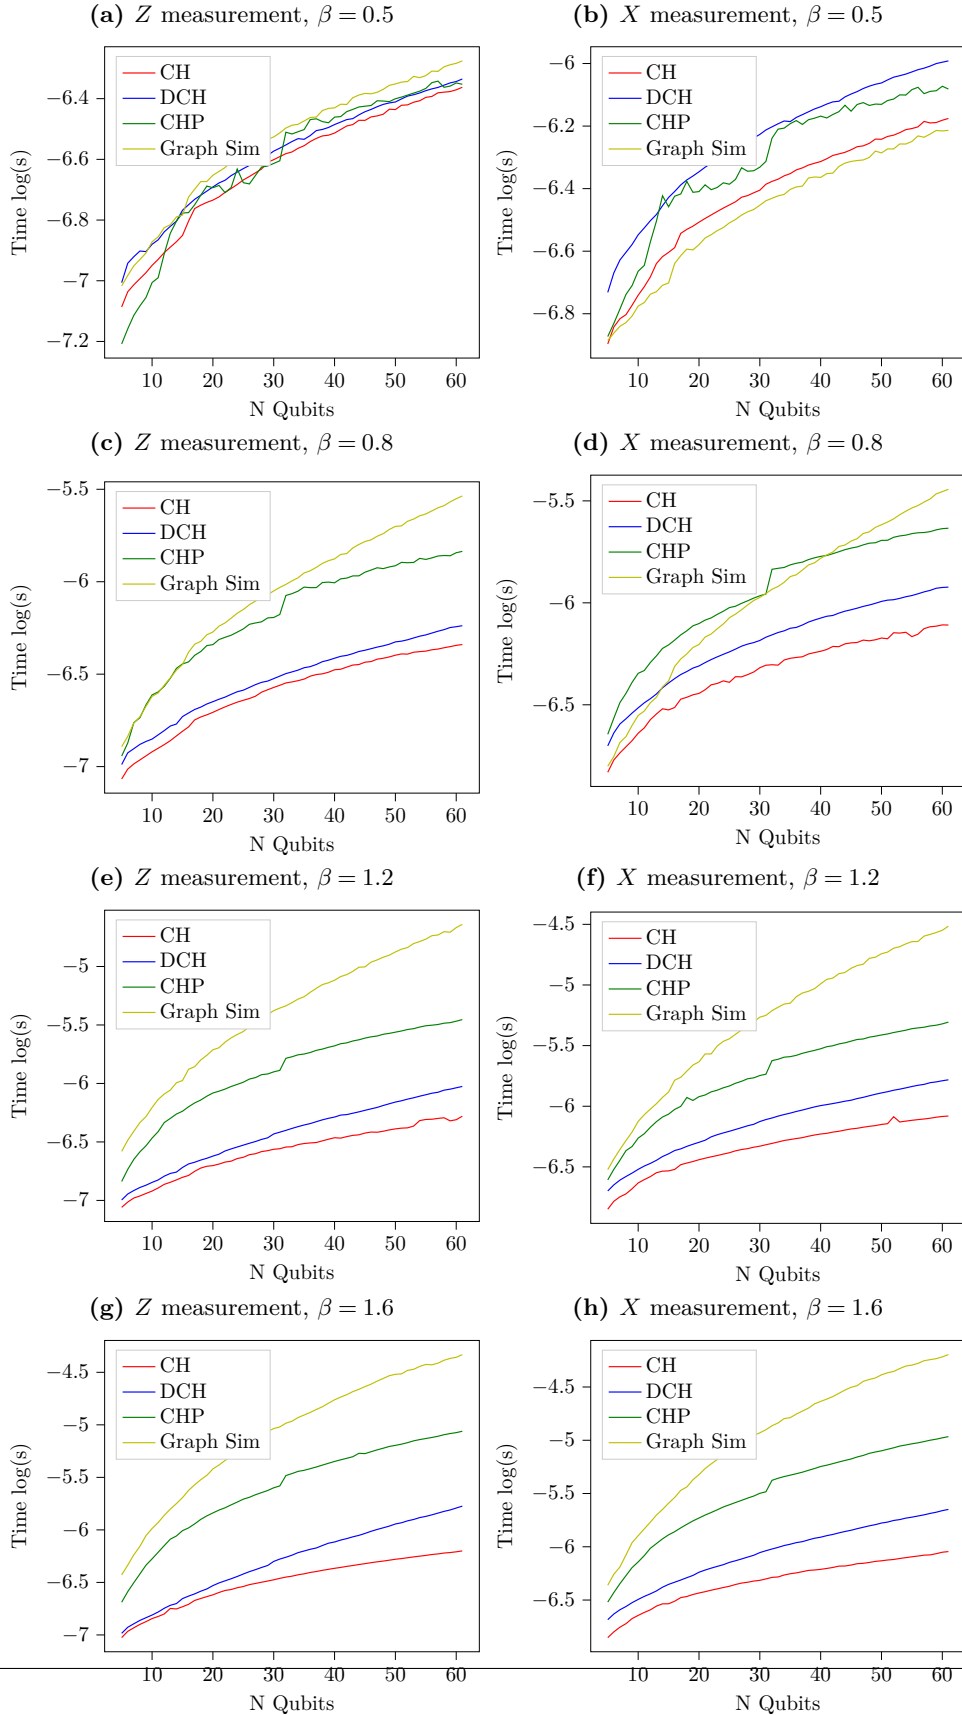 (a) Z measurement, β = 0.5
−6.4
−6.6
−6.8
−7
−7.2
Time log(s)
CH
DCH
CHP
Graph Sim
10 20 30 40 50 60
N Qubits
(b) X measurement, β = 0.5
−6
−6.2
−6.4
−6.6
−6.8
Time log(s)
CH
DCH
CHP
Graph Sim
10 20 30 40 50 60
N Qubits
(c) Z measurement, β = 0.8
−5.5
−6
−6.5
−7
Time log(s)
CH
DCH
CHP
Graph Sim
10 20 30 40 50 60
N Qubits
(d) X measurement, β = 0.8
−5.5
−6
−6.5
Time log(s)
CH
DCH
CHP
Graph Sim
10 20 30 40 50 60
N Qubits
(e) Z measurement, β = 1.2
−5
−5.5
−6
−6.5
−7
Time log(s)
CH
DCH
CHP
Graph Sim
10 20 30 40 50 60
N Qubits
(f) X measurement, β = 1.2
−4.5
−5
−5.5
−6
−6.5
Time log(s)
CH
DCH
CHP
Graph Sim
10 20 30 40 50 60
N Qubits
(g) Z measurement, β = 1.6
−4.5
−5
−5.5
−6
−6.5
−7
Time log(s)
CH
DCH
CHP
Graph Sim
10 20 30 40 50 60
N Qubits
(h) X measurement, β = 1.6
−4.5
−5
−5.5
−6
−6.5
Time log(s)
CH
DCH
CHP
Graph Sim
10 20 30 40 50 60
N Qubits